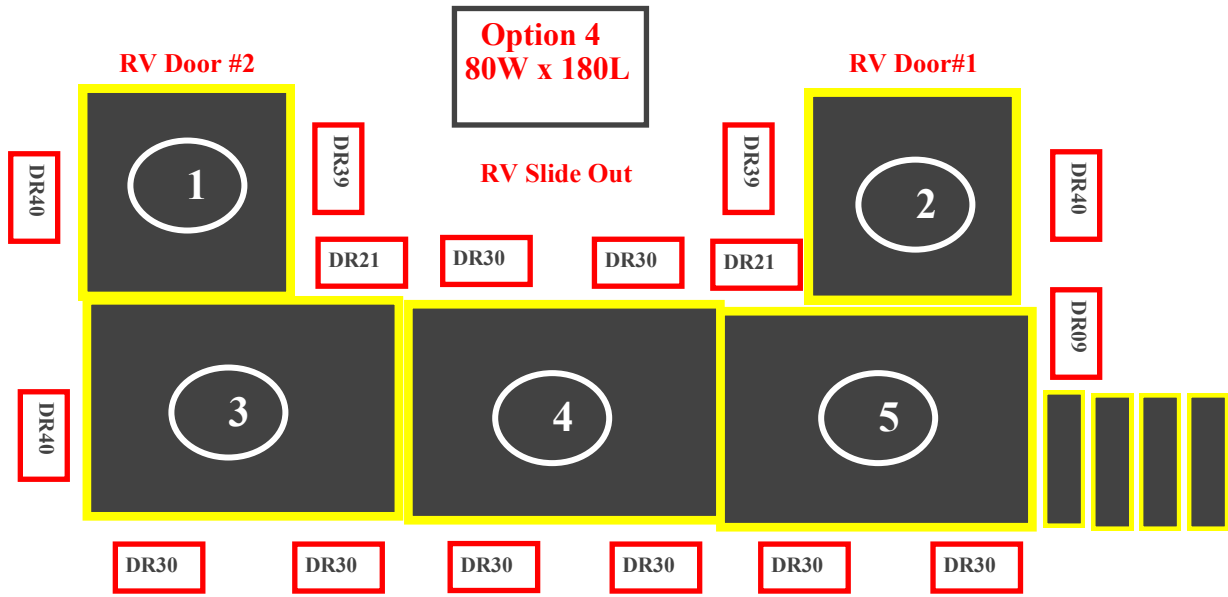 Option 4
80W x 180L
RV Door #2
RV Door#1
DR40
1
DR39
RV Slide Out
DR39
2
DR40
DR21
DR30
DR30
DR21
DR09
DR40
3
4
5
DR30
DR30
DR30
DR30
DR30
DR30